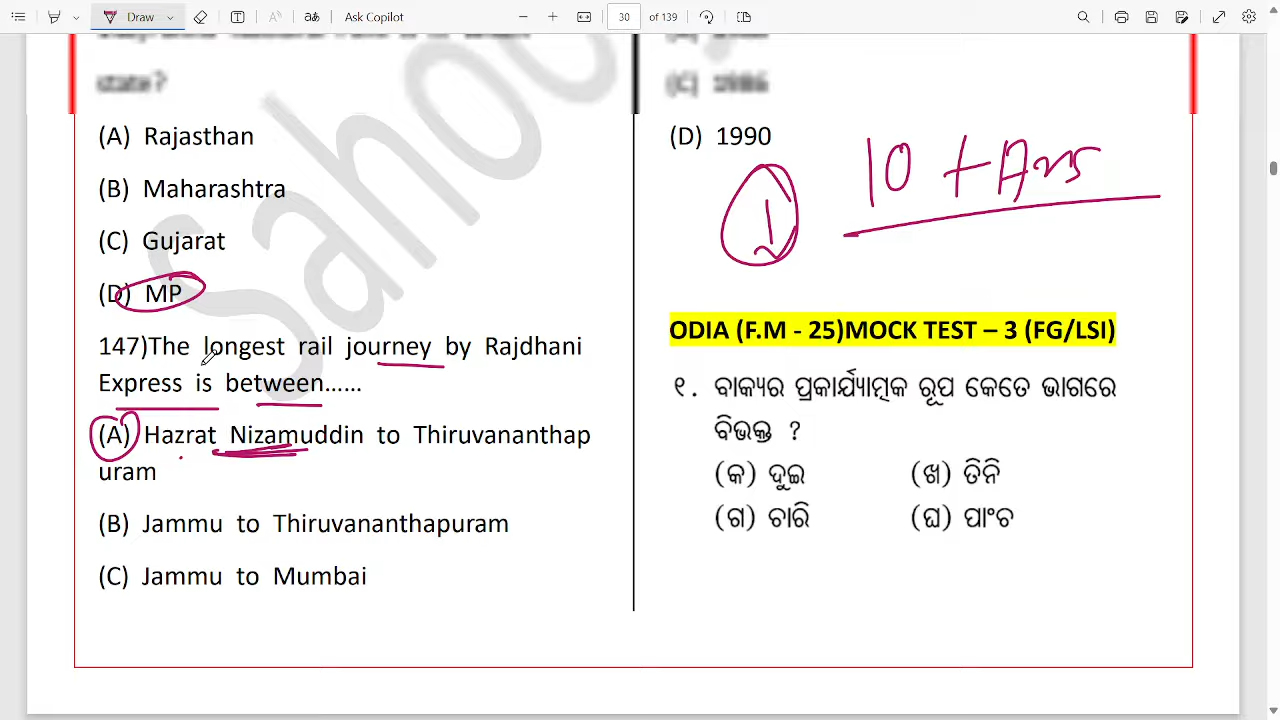 Draw
Ask Copilot
30 of 139
state?
(A) Rajasthan
(B) Maharashtra
(C) Gujarat
(D) MP
147)The longest rail journey by Rajdhani
Express is between......
(A) Hazrat Nizamuddin to Thiruvananthap
uram
(B) Jammu to Thiruvananthapuram
(C) Jammu to Mumbai
(C) 1986
(D) 1990
10 + Ans
1
ODIA (F.M - 25)MOCK TEST – 3 (FG/LSI)
୧. ବାକ୍ୟର ପ୍ରକାର୍ଯ୍ୟାତ୍ମକ ରୂପ କେତେ ଭାଗରେ
ବିଭକ୍ତ ?
(କ) ଦୁଇ (ଖ) ତିନି
(ଗ) ଚାରି (ଘ) ପାଂଚ
Sahoo